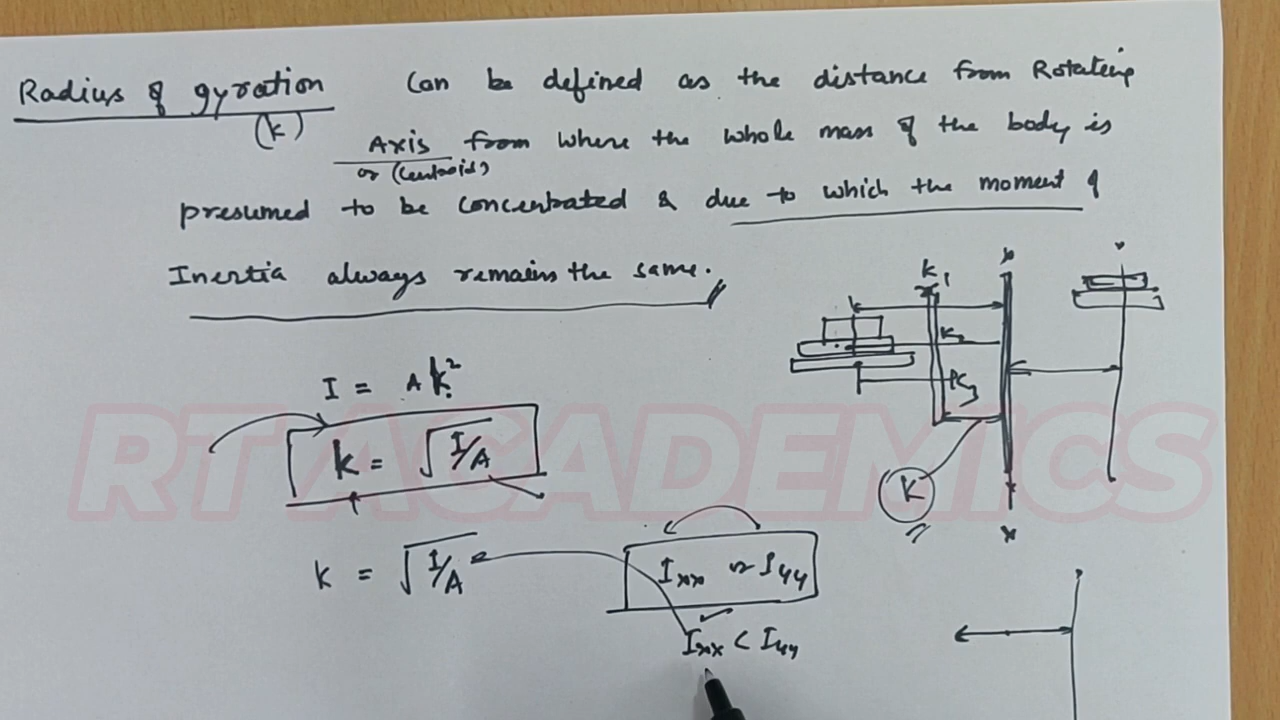 Radius of gyration Can be defined as the distance from Rotating
(k) Axis from where the whole mass of the body is
or (Centroid)
presumed to be Concentrated & due to which the moment of
Inertia always remains the same.
I = Ak²
k = √I/A
k = √I/A
Ixx or Iyy
Ixx < Iyy
k1
K2
K3
K
x
x
y
RT ACADEMICS